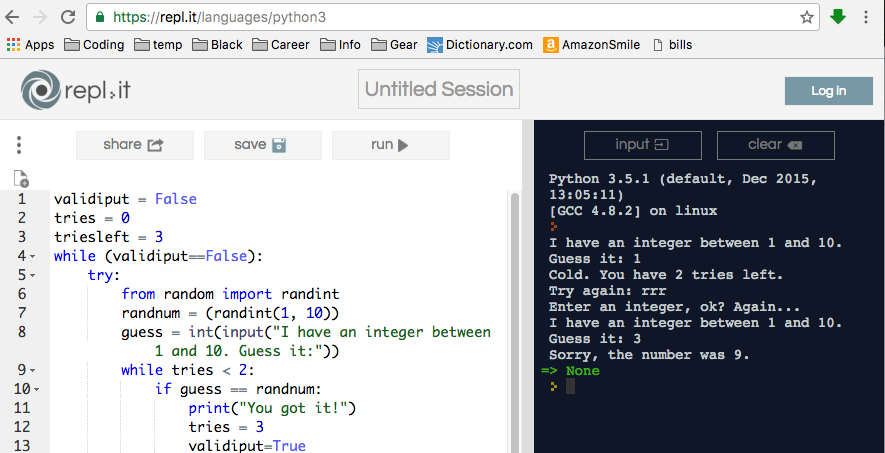 https://repl.it/languages/python3
Apps Coding temp Black Career Info Gear Dictionary.com a AmazonSmile bills
repl.it
Untitled Session
Log in
share save run
1 validiput = False
2 tries = 0
3 triesleft = 3
4 while (validiput==False):
5 try:
6 from random import randint
7 randnum = (randint(1, 10))
8 guess = int(input("I have an integer between
1 and 10. Guess it:"))
9 while tries < 2:
10 if guess == randnum:
11 print("You got it!")
12 tries = 3
13 validiput=True
input clear
Python 3.5.1 (default, Dec 2015,
13:05:11)
[GCC 4.8.2] on linux
I have an integer between 1 and 10.
Guess it: 1
Cold. You have 2 tries left.
Try again: rrr
Enter an integer, ok? Again...
I have an integer between 1 and 10.
Guess it: 3
Sorry, the number was 9.
=> None